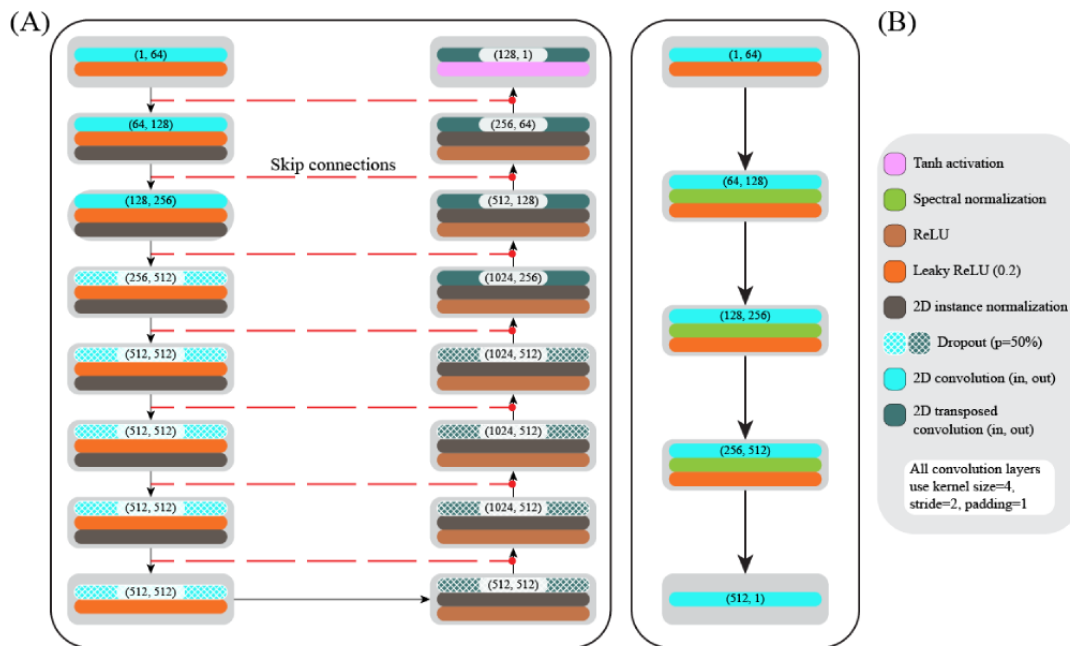 (A)
(1, 64)
(64, 128)
(128, 256)
(256, 512)
(512, 512)
(512, 512)
(512, 512)
(512, 512)
Skip connections
(128, 1)
(256, 64)
(512, 128)
(1024, 256)
(1024, 512)
(1024, 512)
(1024, 512)
(512, 512)
(1, 64)
(64, 128)
(128, 256)
(256, 512)
(512, 1)
(B)
Tanh activation
Spectral normalization
ReLU
Leaky ReLU (0.2)
2D instance normalization
Dropout (p=50%)
2D convolution (in, out)
2D transposed
convolution (in, out)
All convolution layers
use kernel size=4,
stride=2, padding=1